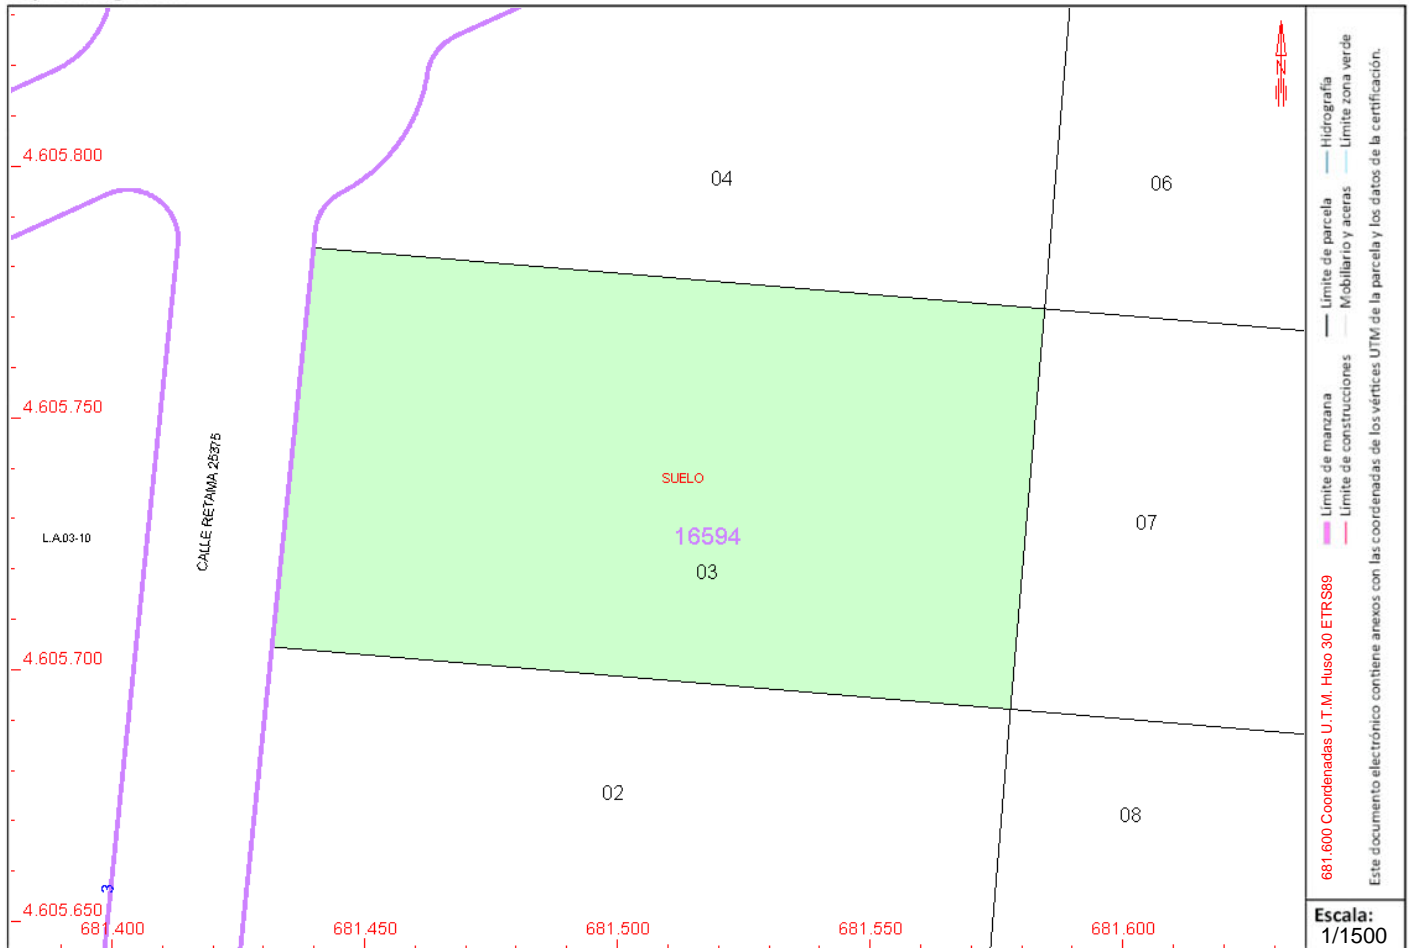 4.605.800
04
06
4.605.750
SUELO
16594
03
07
L.A.03-10
CALLE RETAMA 25375
4.605.700
02
08
3
4.605.650
681.400
681.450
681.500
681.550
681.600
N
Límite de manzana
Límite de parcela
Hidrografía
Límite de construcciones
Mobiliario y aceras
Límite zona verde
681.600 Coordenadas U.T.M. Huso 30 ETRS89
Este documento electrónico contiene anexos con las coordenadas de los vértices UTM de la parcela y los datos de la certificación.
Escala:
1/1500